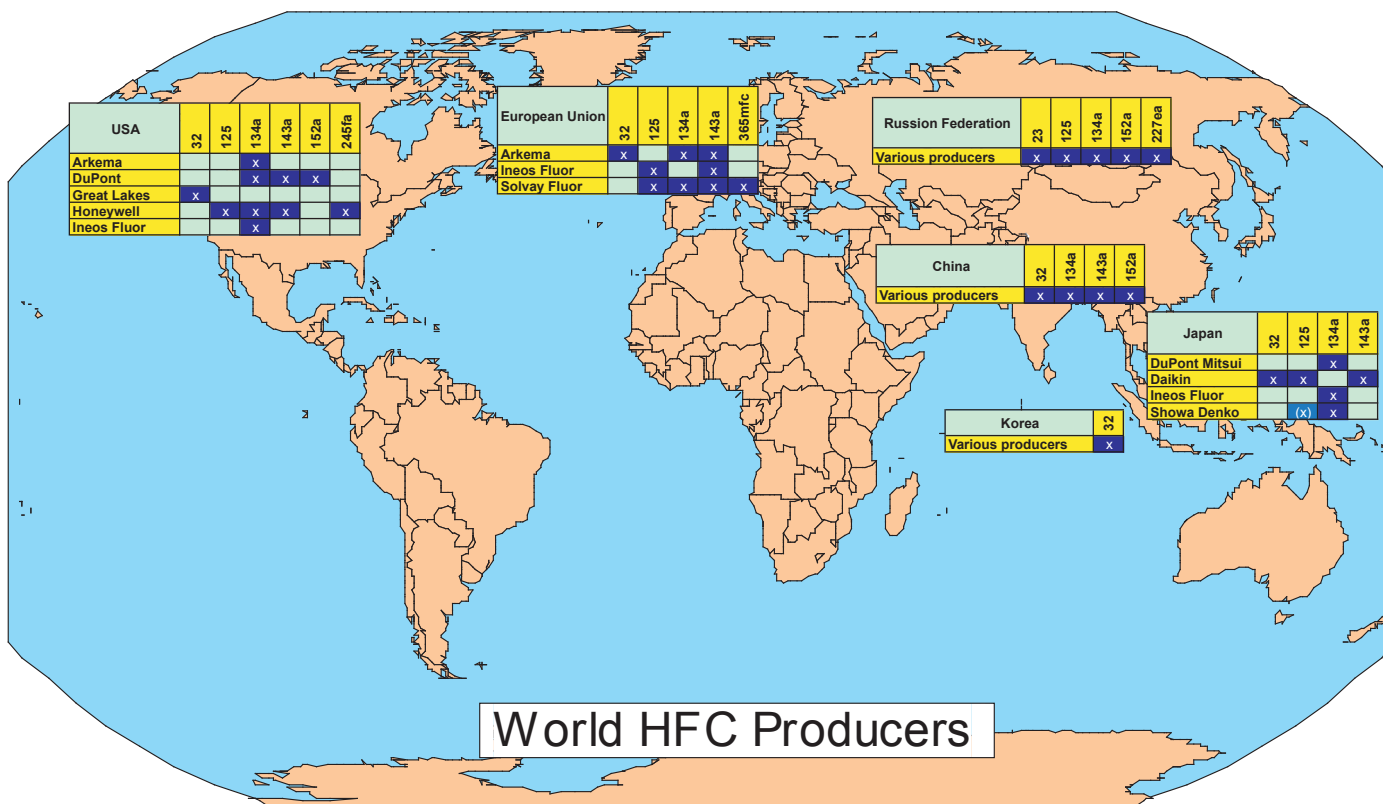 USA 32 125 134a 143a 152a 245fa
Arkema x
DuPont x x x
Great Lakes x
Honeywell x x x x
Ineos Fluor x
European Union 32 125 134a 143a 365mfc
Arkema x x x
Ineos Fluor x x
Solvay Fluor x x x x
Russion Federation 23 125 134a 152a 227ea
Various producers x x x x x
China 32 134a 143a 152a
Various producers x x x x
Japan 32 125 134a 143a
DuPont Mitsui x
Daikin x x x
Ineos Fluor x
Showa Denko (x) x
Korea 32
Various producers x
World HFC Producers